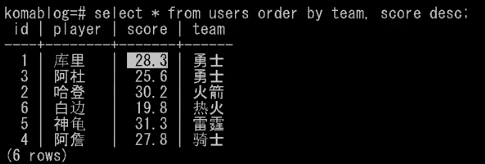 komablog=# select * from users order by team, score desc;
id | player | score | team
----+--------+-------+------
1 | 库里 | 28.3 | 勇士
3 | 阿杜 | 25.6 | 勇士
2 | 哈登 | 30.2 | 火箭
6 | 白边 | 19.8 | 热火
5 | 神龟 | 31.3 | 雷霆
4 | 阿詹 | 27.8 | 骑士
(6 rows)